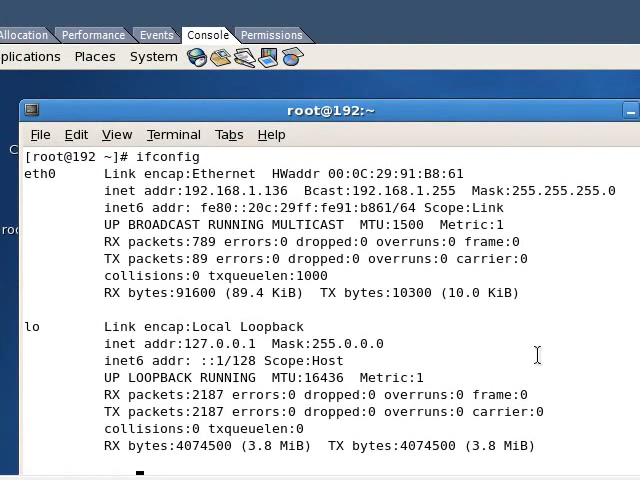 Allocation Performance Events Console Permissions
plications Places System
root@192:~
File Edit View Terminal Tabs Help
[root@192 ~]# ifconfig
eth0 Link encap:Ethernet HWaddr 00:0C:29:91:B8:61
inet addr:192.168.1.136 Bcast:192.168.1.255 Mask:255.255.255.0
inet6 addr: fe80::20c:29ff:fe91:b861/64 Scope:Link
UP BROADCAST RUNNING MULTICAST MTU:1500 Metric:1
RX packets:789 errors:0 dropped:0 overruns:0 frame:0
TX packets:89 errors:0 dropped:0 overruns:0 carrier:0
collisions:0 txqueuelen:1000
RX bytes:91600 (89.4 KiB) TX bytes:10300 (10.0 KiB)
lo Link encap:Local Loopback
inet addr:127.0.0.1 Mask:255.0.0.0
inet6 addr: ::1/128 Scope:Host
UP LOOPBACK RUNNING MTU:16436 Metric:1
RX packets:2187 errors:0 dropped:0 overruns:0 frame:0
TX packets:2187 errors:0 dropped:0 overruns:0 carrier:0
collisions:0 txqueuelen:0
RX bytes:4074500 (3.8 MiB) TX bytes:4074500 (3.8 MiB)